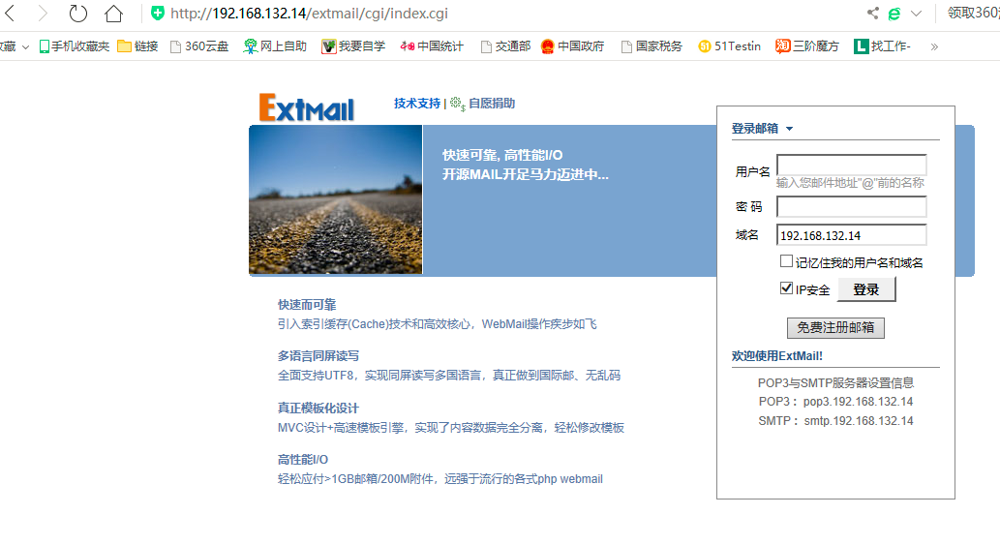 http://192.168.132.14/extmail/cgi/index.cgi
领取360
收藏
手机收藏夹
链接
360云盘
网上自助
我要自学
中国统计
交通部
中国政府
国家税务
51Testin
三阶魔方
找工作-
»
Extmail
技术支持 | 自愿捐助
快速可靠, 高性能I/O
开源MAIL开足马力迈进中...
登录邮箱
用户名
输入您邮件地址"@"前的名称
密 码
域名 192.168.132.14
记忆住我的用户名和域名
IP安全 登录
免费注册邮箱
欢迎使用ExtMail!
POP3与SMTP服务器设置信息
POP3： pop3.192.168.132.14
SMTP： smtp.192.168.132.14
快速而可靠
引入索引缓存(Cache)技术和高效核心，WebMail操作疾步如飞
多语言同屏读写
全面支持UTF8，实现同屏读写多国语言，真正做到国际邮、无乱码
真正模板化设计
MVC设计+高速模板引擎，实现了内容数据完全分离，轻松修改模板
高性能I/O
轻松应付>1GB邮箱/200M附件，远强于流行的各式php webmail